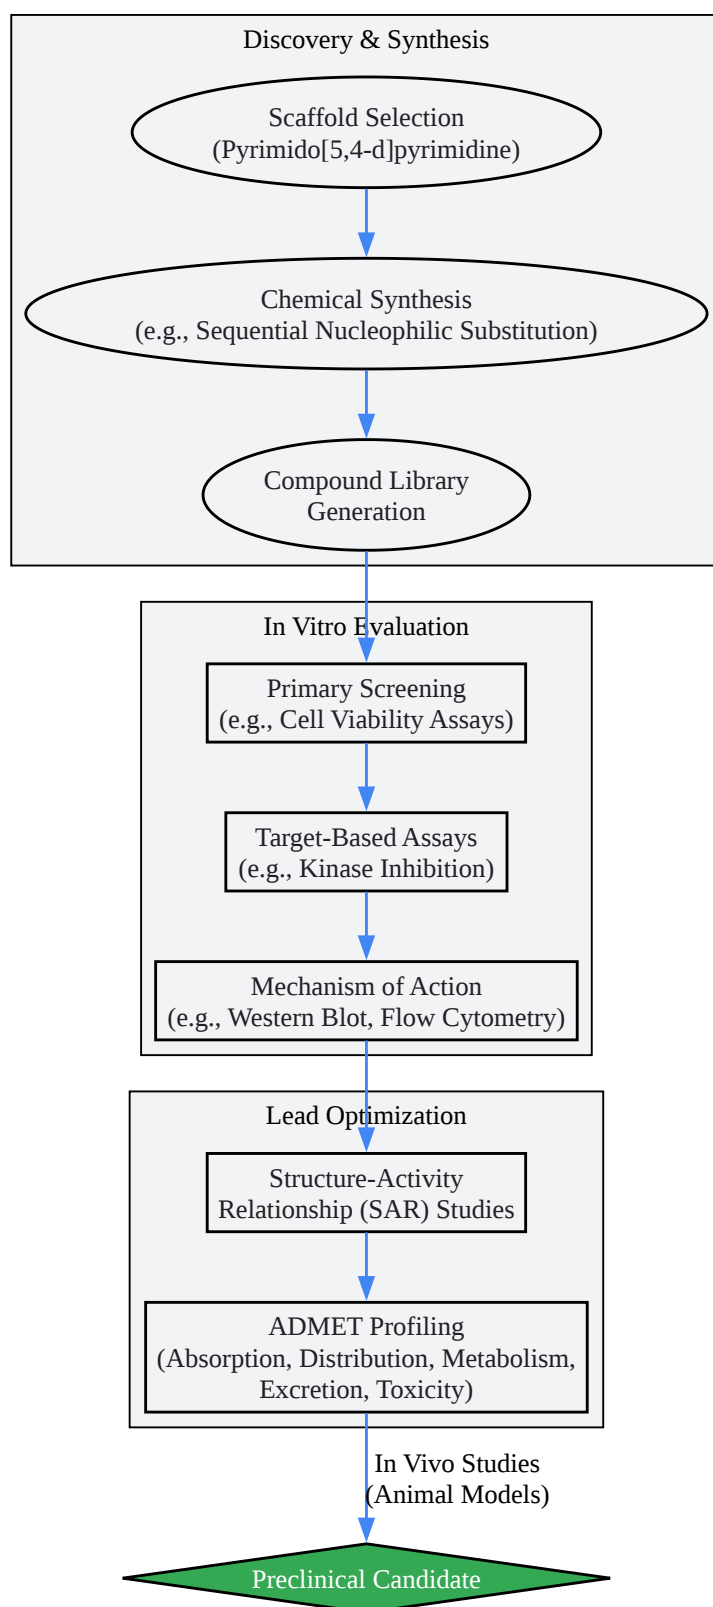 Discovery & Synthesis
Scaffold Selection
(Pyrimido[5,4-d]pyrimidine)
Chemical Synthesis
(e.g., Sequential Nucleophilic Substitution)
Compound Library
Generation
In Vitro Evaluation
Primary Screening
(e.g., Cell Viability Assays)
Target-Based Assays
(e.g., Kinase Inhibition)
Mechanism of Action
(e.g., Western Blot, Flow Cytometry)
Lead Optimization
Structure-Activity
Relationship (SAR) Studies
ADMET Profiling
(Absorption, Distribution, Metabolism,
Excretion, Toxicity)
In Vivo Studies
(Animal Models)
Preclinical Candidate